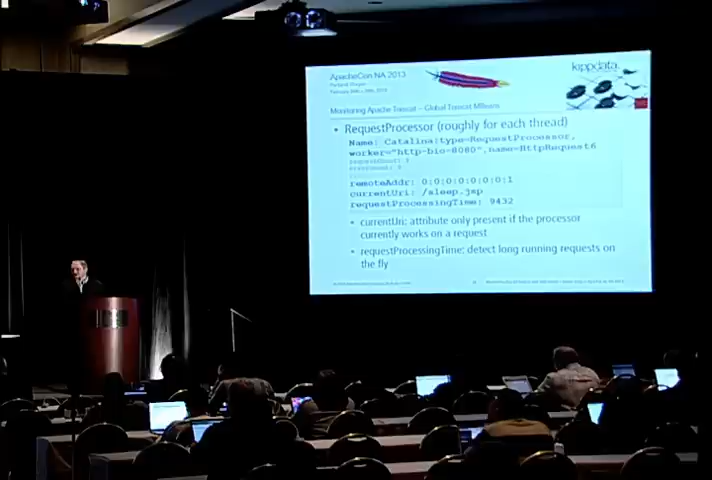 ApacheCon NA 2013
kippdata
Monitoring Apache Tomcat – Global Tomcat MBeans
• RequestProcessor (roughly for each thread)
Name: Catalina:type=RequestProcessor,
worker="http-bio-8080",name=HttpRequest6
remoteAddr: 0:0:0:0:0:0:0:1
currentUri: /sleep.jsp
requestProcessingTime: 9432
• currentUri: attribute only present if the processor
currently works on a request
• requestProcessingTime: detect long running requests on
the fly